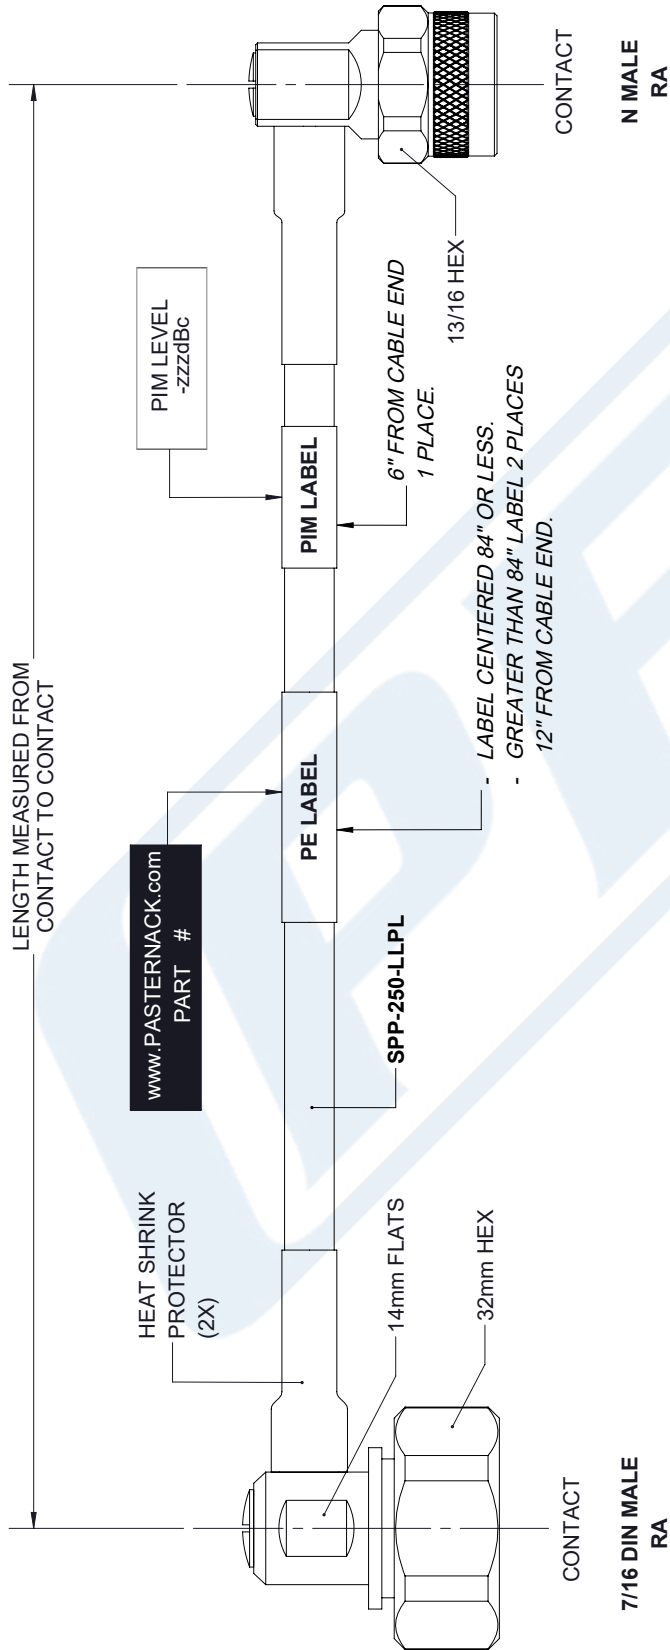 LENGTH MEASURED FROM
CONTACT TO CONTACT
www.PASTERNACK.com
PART #
PIM LEVEL
-zzzdBc
HEAT SHRINK
PROTECTOR
(2X)
PE LABEL
PIM LABEL
SPP-250-LLPL
14mm FLATS
32mm HEX
6" FROM CABLE END
1 PLACE.
13/16 HEX
- LABEL CENTERED 84" OR LESS.
- GREATER THAN 84" LABEL 2 PLACES
12" FROM CABLE END.
CONTACT
7/16 DIN MALE
RA
CONTACT
N MALE
RA